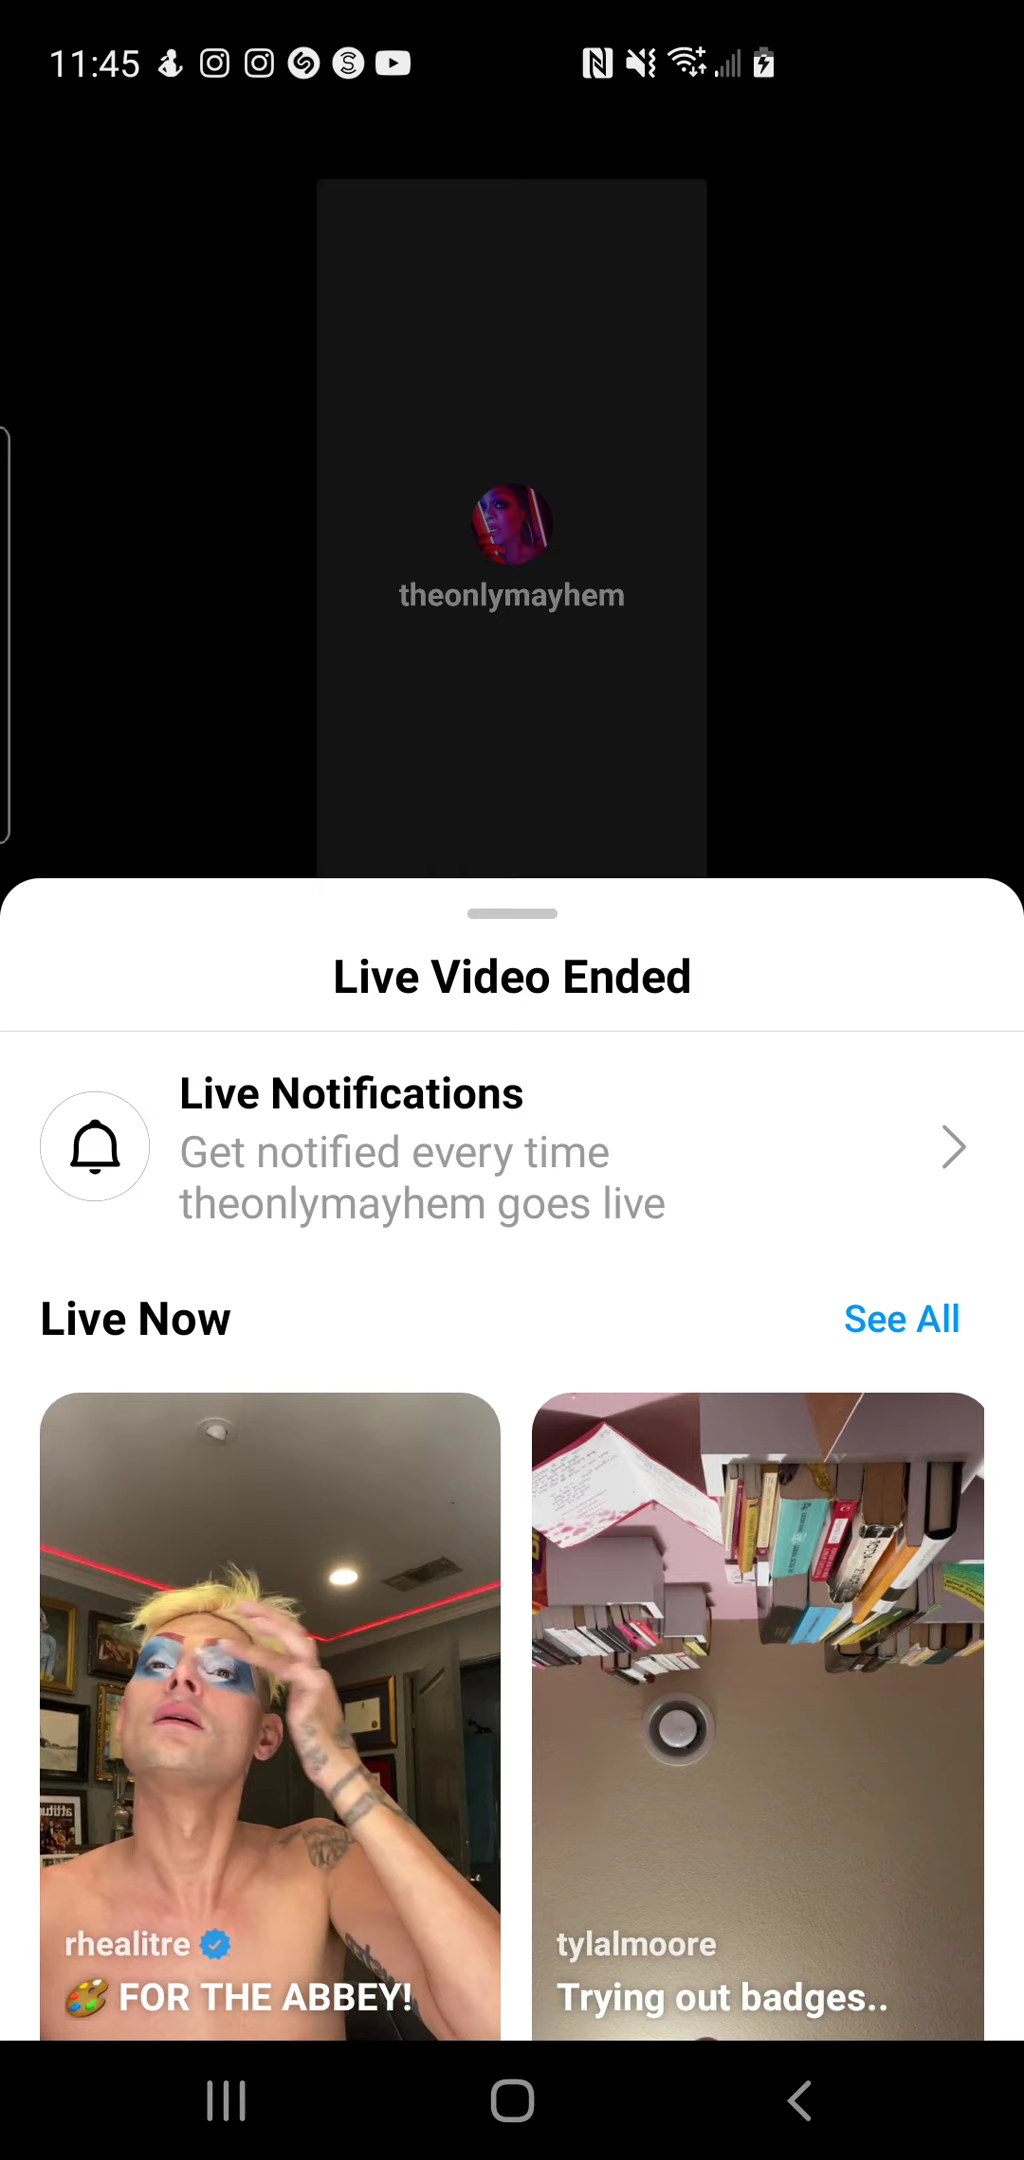 11:45
theonlymayhem
Live Video Ended
Live Notifications
Get notified every time
theonlymayhem goes live
Live Now
See All
rhealitre
🎨 FOR THE ABBEY!
tylalmoore
Trying out badges..